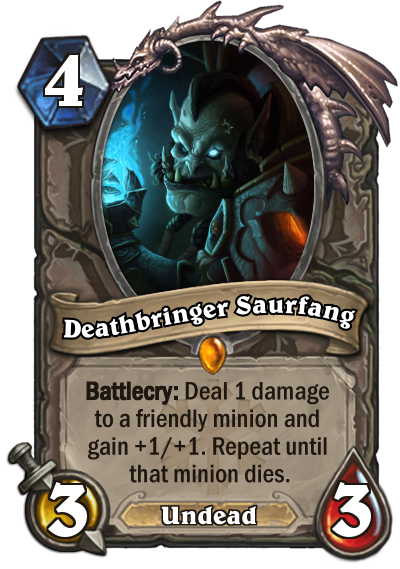 4
Deathbringer Saurfang
Battlecry: Deal 1 damage
to a friendly minion and
gain +1/+1. Repeat until
that minion dies.
3
Undead
3